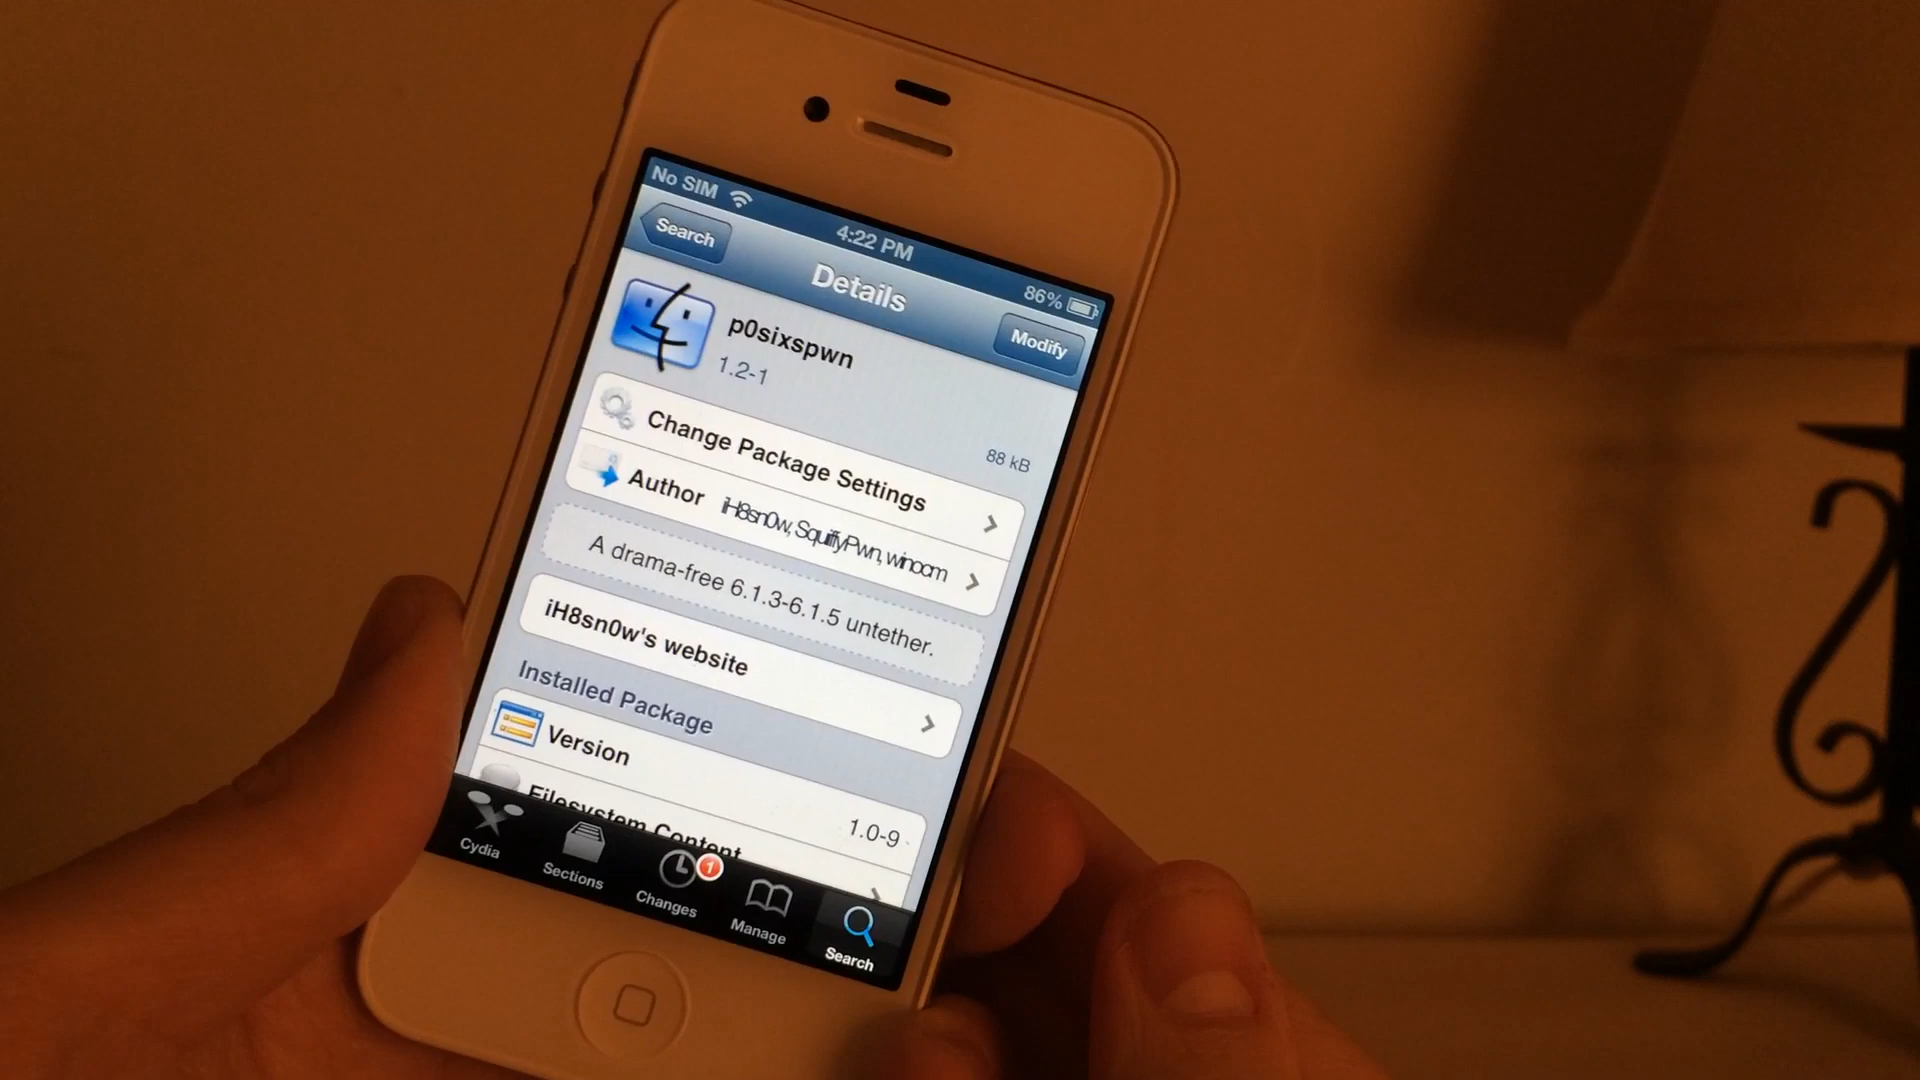 No SIM
4:22 PM
86%
Search
Details
Modify
p0sixspwn
1.2-1
88 kB
Change Package Settings
Author iH8sn0w, SquiffyPwn, winocm
A drama-free 6.1.3-6.1.5 untether.
iH8sn0w's website
Installed Package
Version 1.0-9
Filesystem Content
Cydia
Sections
Changes 1
Manage
Search